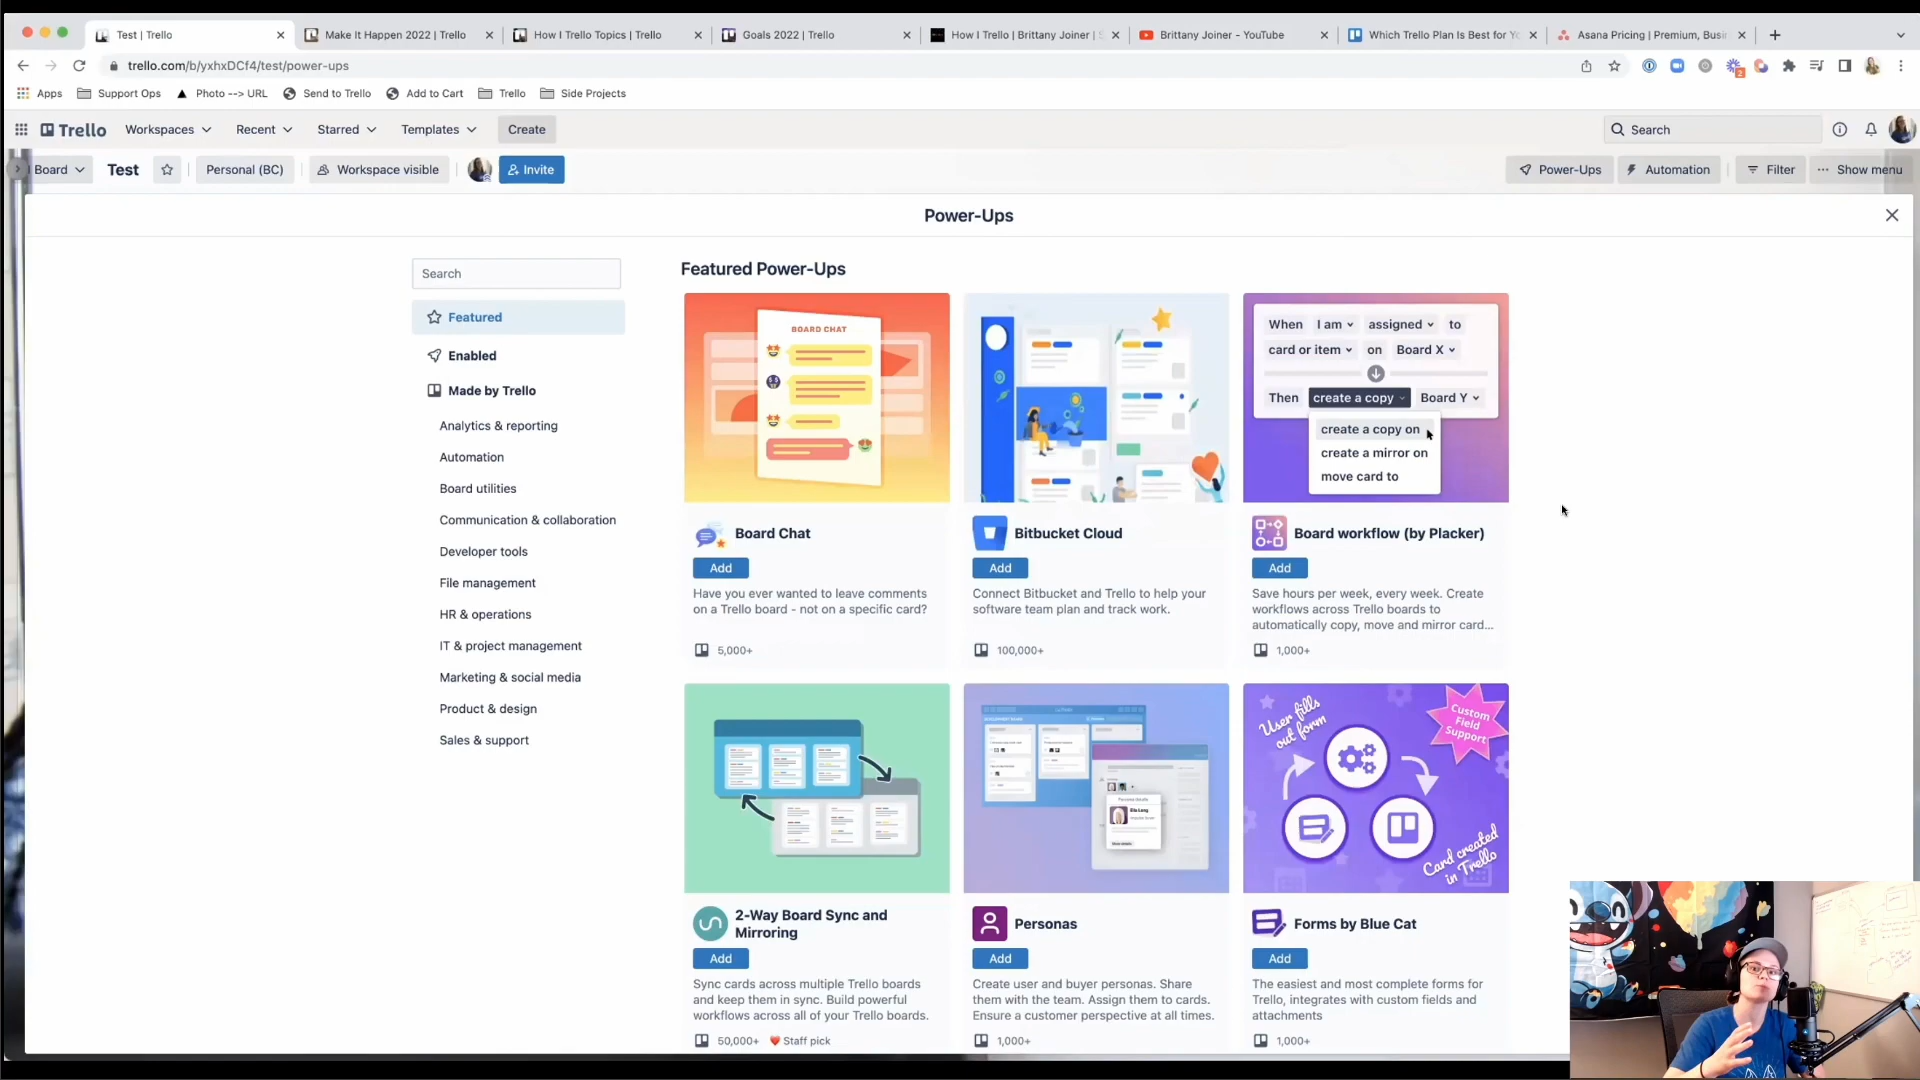 Test | Trello
Make It Happen 2022 | Trello
How I Trello Topics | Trello
Goals 2022 | Trello
How I Trello | Brittany Joiner |
Brittany Joiner - YouTube
Which Trello Plan Is Best for Yo
Asana Pricing | Premium, Busi
trello.com/b/yxhxDCf4/test/power-ups
2
Apps
Support Ops
Photo --> URL
Send to Trello
Add to Cart
Trello
Side Projects
Trello
Workspaces
Recent
Starred
Templates
Create
Search
Board
Test
Personal (BC)
Workspace visible
Invite
Power-Ups
Automation
Filter
Show menu
Power-Ups
Search
Featured
Enabled
Made by Trello
Analytics & reporting
Automation
Board utilities
Communication & collaboration
Developer tools
File management
HR & operations
IT & project management
Marketing & social media
Product & design
Sales & support
Featured Power-Ups
BOARD CHAT
Board Chat
Add
Have you ever wanted to leave comments
on a Trello board - not on a specific card?
5,000+
Bitbucket Cloud
Add
Connect Bitbucket and Trello to help your
software team plan and track work.
100,000+
When I am assigned to
card or item on Board X
Then create a copy Board Y
create a copy on
create a mirror on
move card to
Board workflow (by Placker)
Add
Save hours per week, every week. Create
workflows across Trello boards to
automatically copy, move and mirror card...
1,000+
2-Way Board Sync and
Mirroring
Add
Sync cards across multiple Trello boards
and keep them in sync. Build powerful
workflows across all of your Trello boards.
50,000+ Staff pick
Personas
Add
Create user and buyer personas. Share
them with the team. Assign them to cards.
Ensure a customer perspective at all times.
1,000+
User fills
out form
Custom
Field
Support
Card created
in Trello
Forms by Blue Cat
Add
The easiest and most complete forms for
Trello, integrates with custom fields and
attachments
1,000+